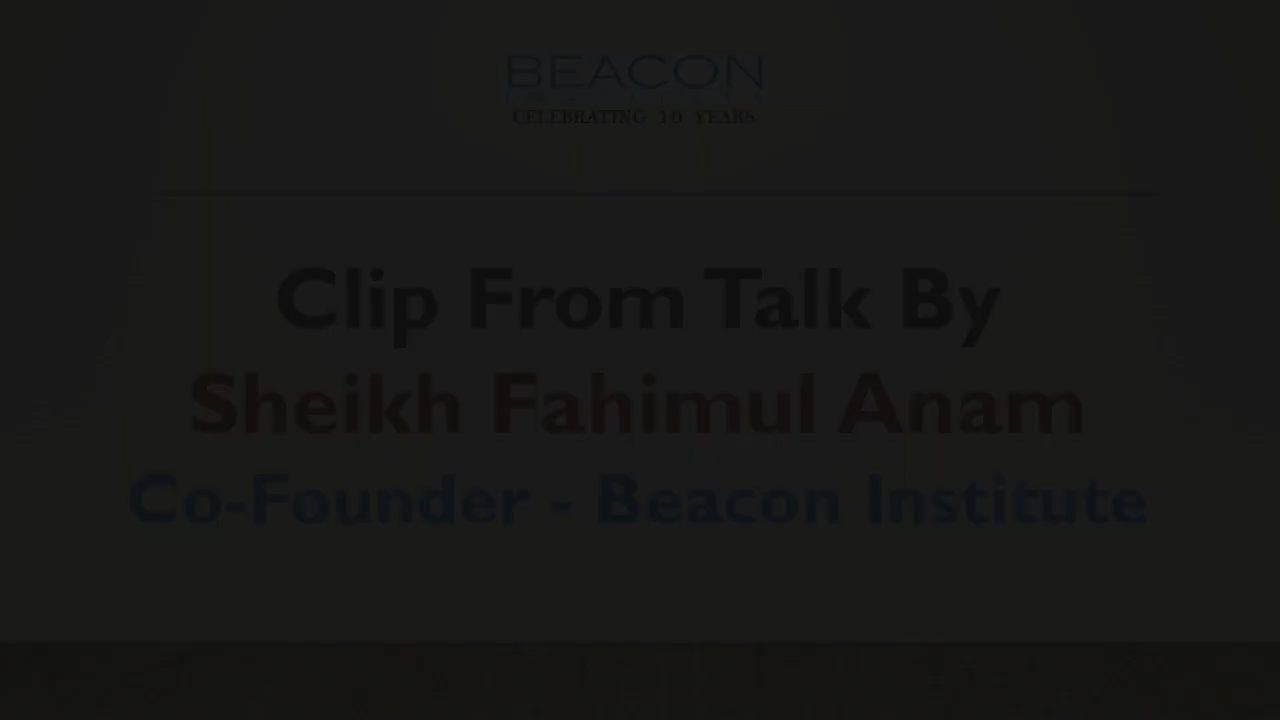 BEACON
CELEBRATING 10 YEARS
Clip From Talk By
Sheikh Fahimul Anam
Co-Founder - Beacon Institute